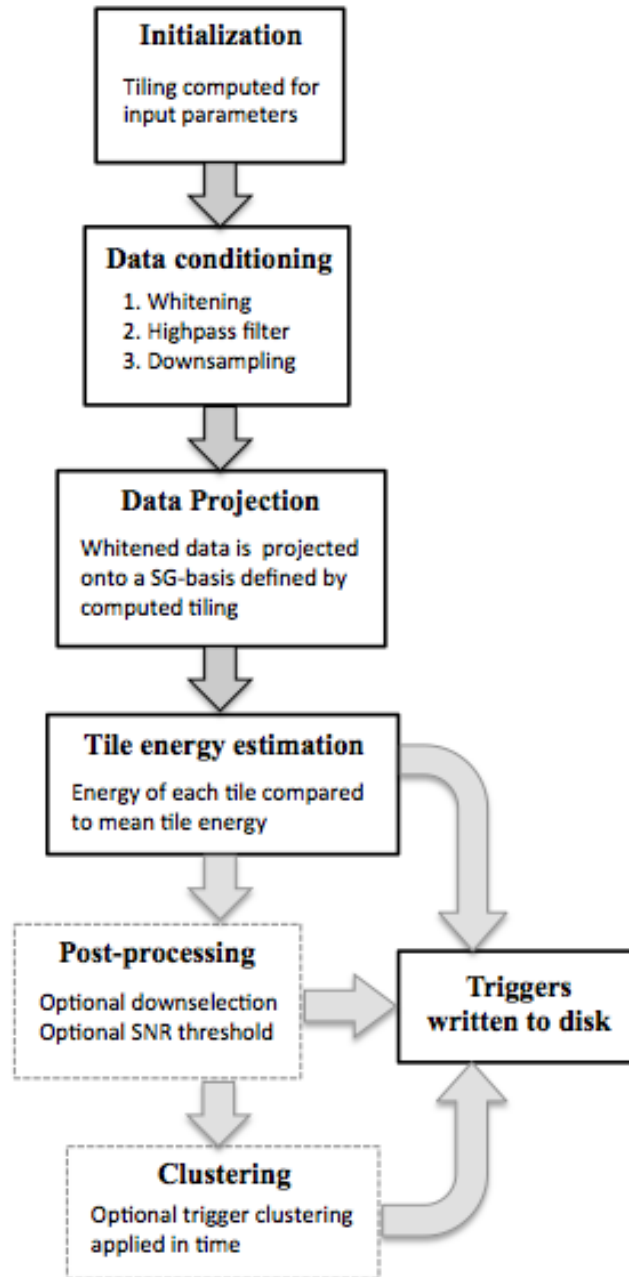 Initialization
Tiling computed for
input parameters
Data conditioning
1. Whitening
2. Highpass filter
3. Downsampling
Data Projection
Whitened data is projected
onto a SG-basis defined by
computed tiling
Tile energy estimation
Energy of each tile compared
to mean tile energy
Post-processing
Optional downselection
Optional SNR threshold
Triggers
written to disk
Clustering
Optional trigger clustering
applied in time